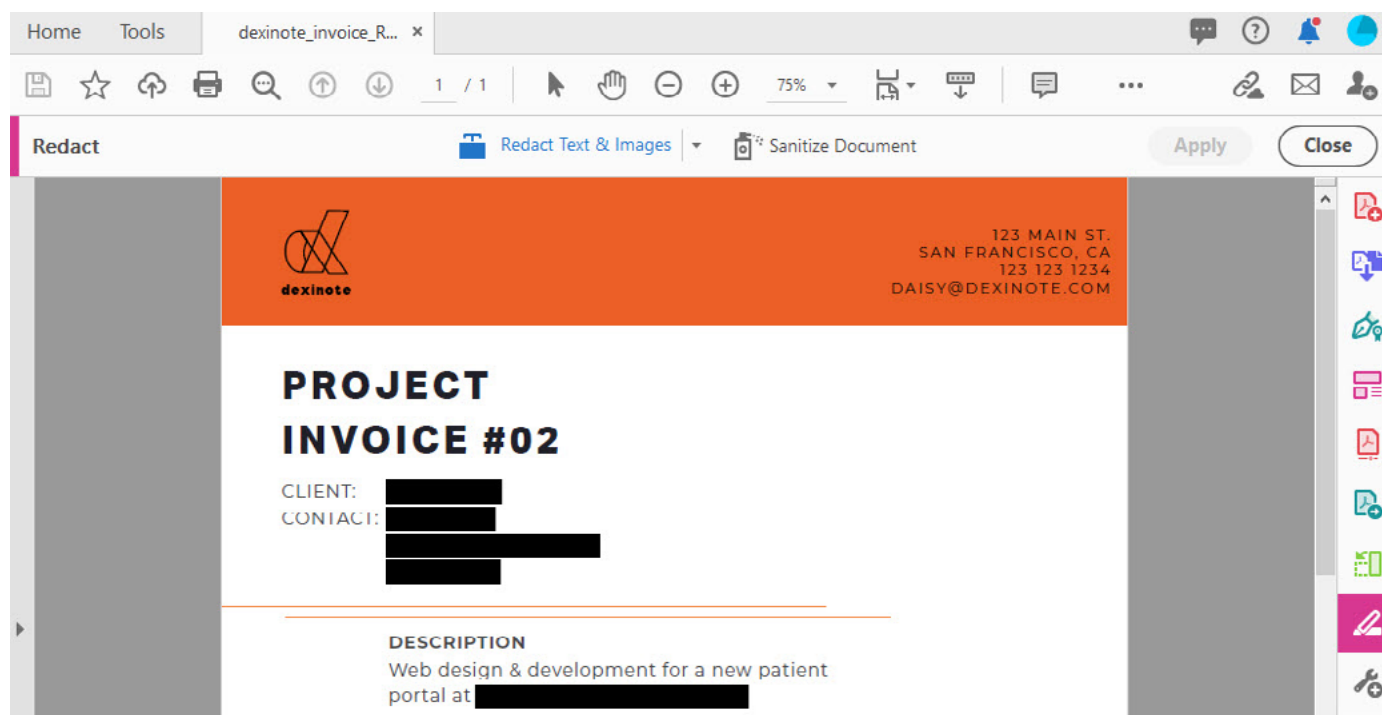 Home Tools dexinote_invoice_R... ×
1 / 1 75% ...
Redact Redact Text & Images Sanitize Document Apply Close
dexinote
123 MAIN ST.
SAN FRANCISCO, CA
123 123 1234
DAISY@DEXINOTE.COM
PROJECT
INVOICE #02
CLIENT:
CONTACT:
DESCRIPTION
Web design & development for a new patient
portal at